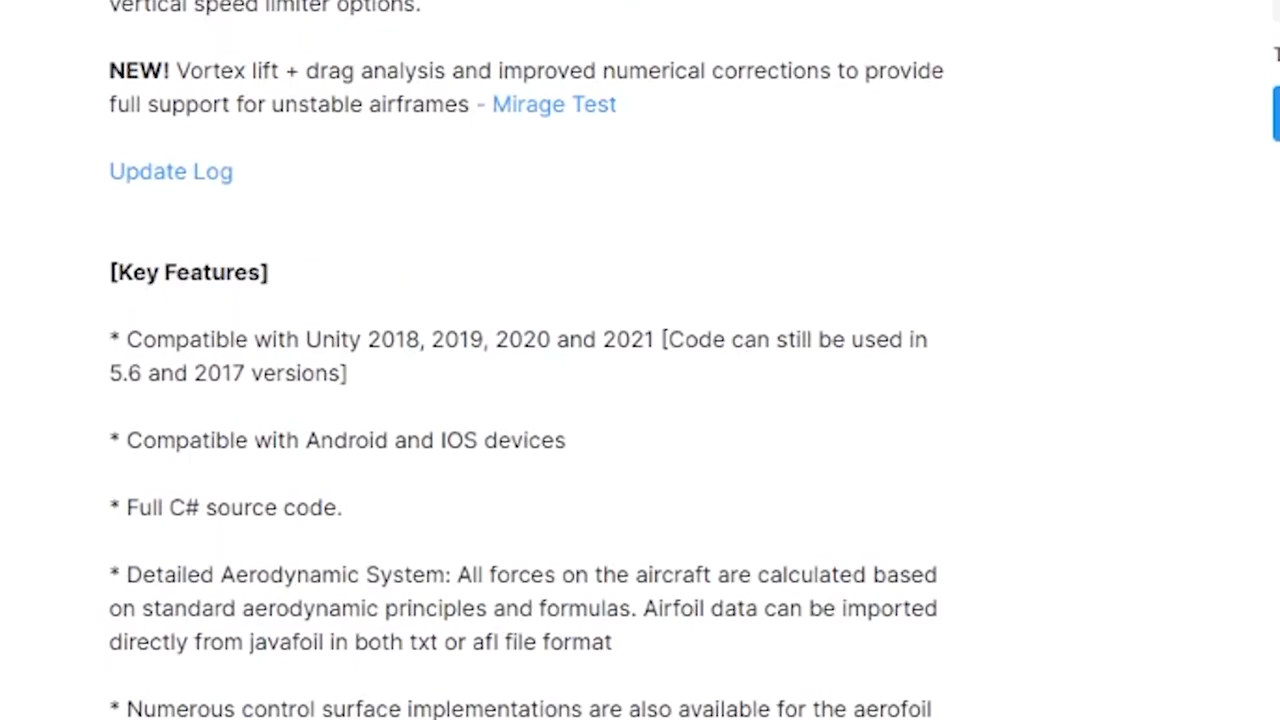 vertical speed limiter options.
NEW! Vortex lift + drag analysis and improved numerical corrections to provide
full support for unstable airframes - Mirage Test
Update Log
[Key Features]
* Compatible with Unity 2018, 2019, 2020 and 2021 [Code can still be used in
5.6 and 2017 versions]
* Compatible with Android and IOS devices
* Full C# source code.
* Detailed Aerodynamic System: All forces on the aircraft are calculated based
on standard aerodynamic principles and formulas. Airfoil data can be imported
directly from javafoil in both txt or afl file format
* Numerous control surface implementations are also available for the aerofoil